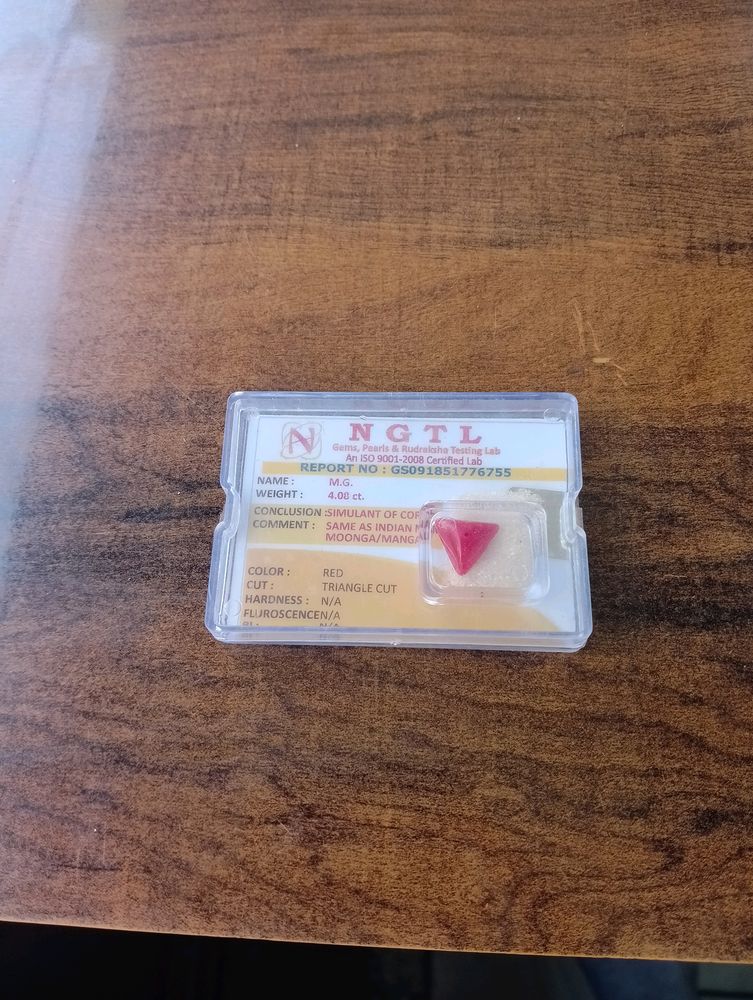 N
N G T L
Gems, Pearls & Rudraksha Testing Lab
An ISO 9001-2008 Certified Lab
REPORT NO : GS091851776755
NAME : M.G.
WEIGHT : 4.08 ct.
CONCLUSION :SIMULANT OF COR
COMMENT : SAME AS INDIAN NA
MOONGA/MANGAL
COLOR : RED
CUT : TRIANGLE CUT
HARDNESS : N/A
FLUROSCENCEN/A